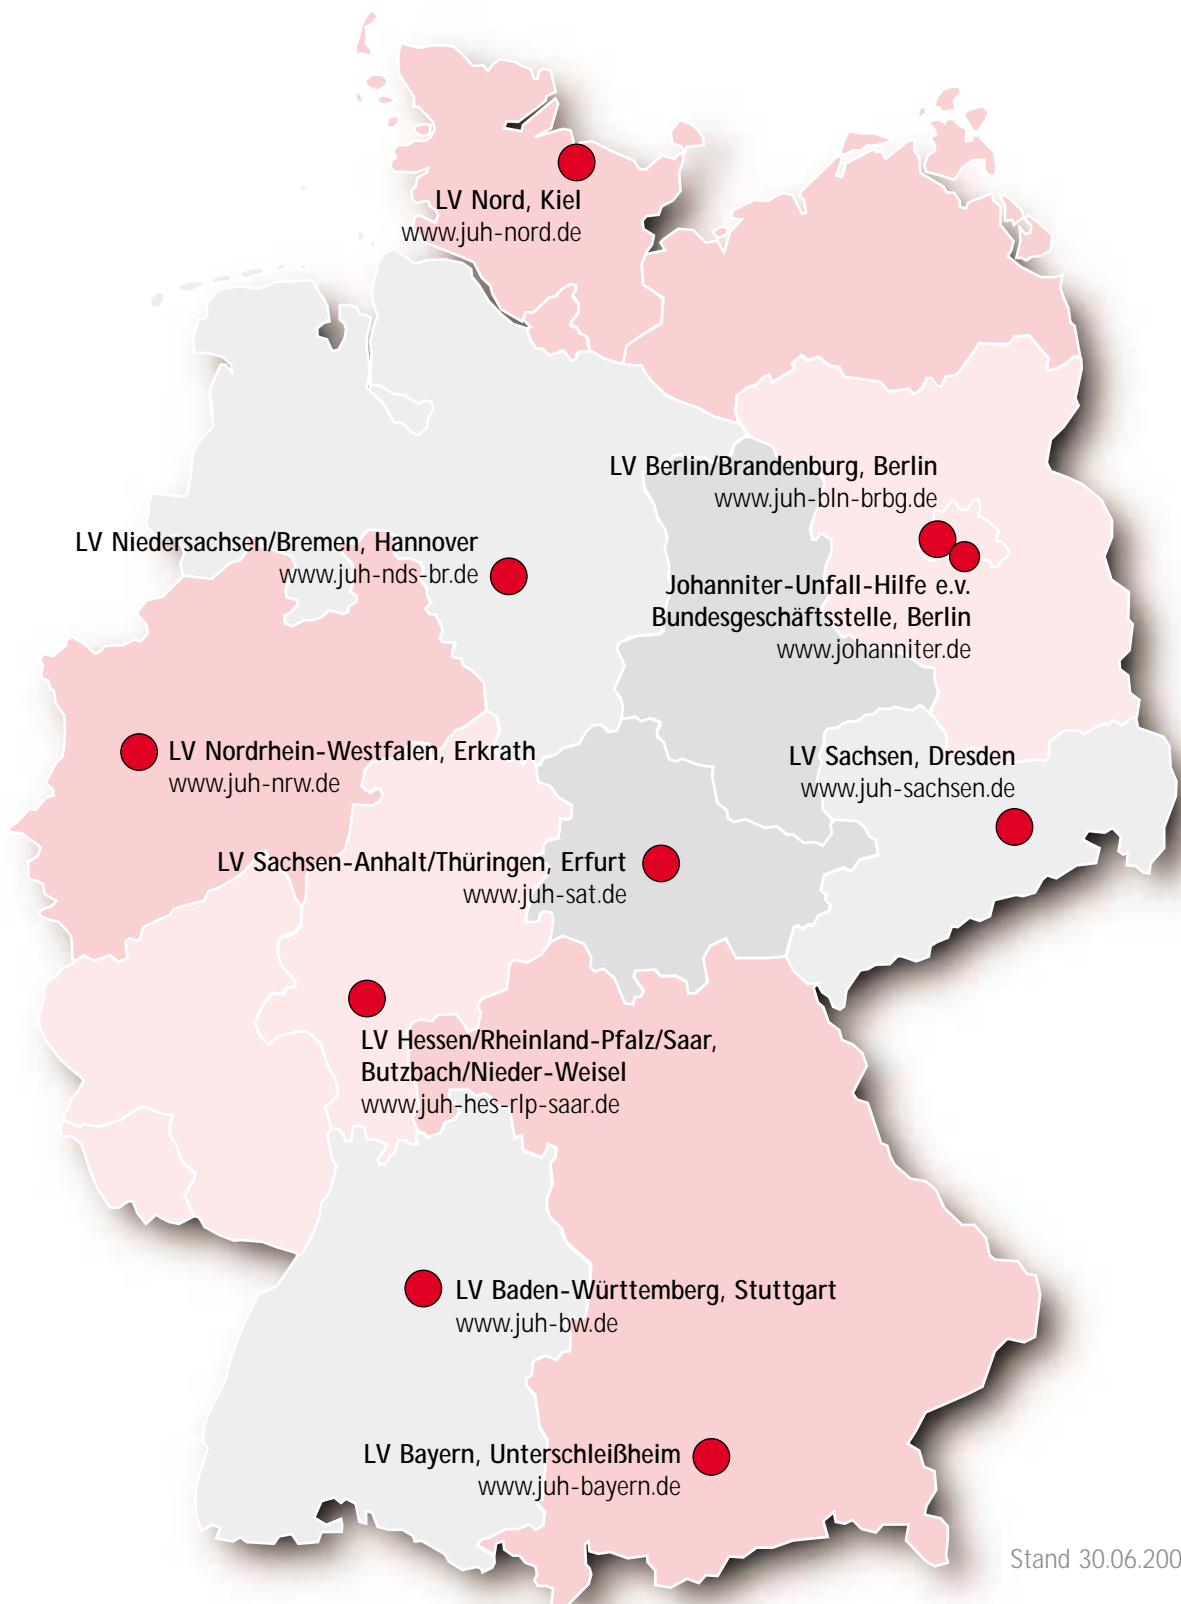 LV Nord, Kiel
www.juh-nord.de
LV Berlin/Brandenburg, Berlin
www.juh-bln-brbg.de
LV Niedersachsen/Bremen, Hannover
www.juh-nds-br.de
Johanniter-Unfall-Hilfe e.v.
Bundesgeschäftsstelle, Berlin
www.johanniter.de
LV Nordrhein-Westfalen, Erkrath
www.juh-nrw.de
LV Sachsen, Dresden
www.juh-sachsen.de
LV Sachsen-Anhalt/Thüringen, Erfurt
www.juh-sat.de
LV Hessen/Rheinland-Pfalz/Saar,
Butzbach/Nieder-Weisel
www.juh-hes-rlp-saar.de
LV Baden-Württemberg, Stuttgart
www.juh-bw.de
LV Bayern, Unterschleißheim
www.juh-bayern.de
Stand 30.06.200